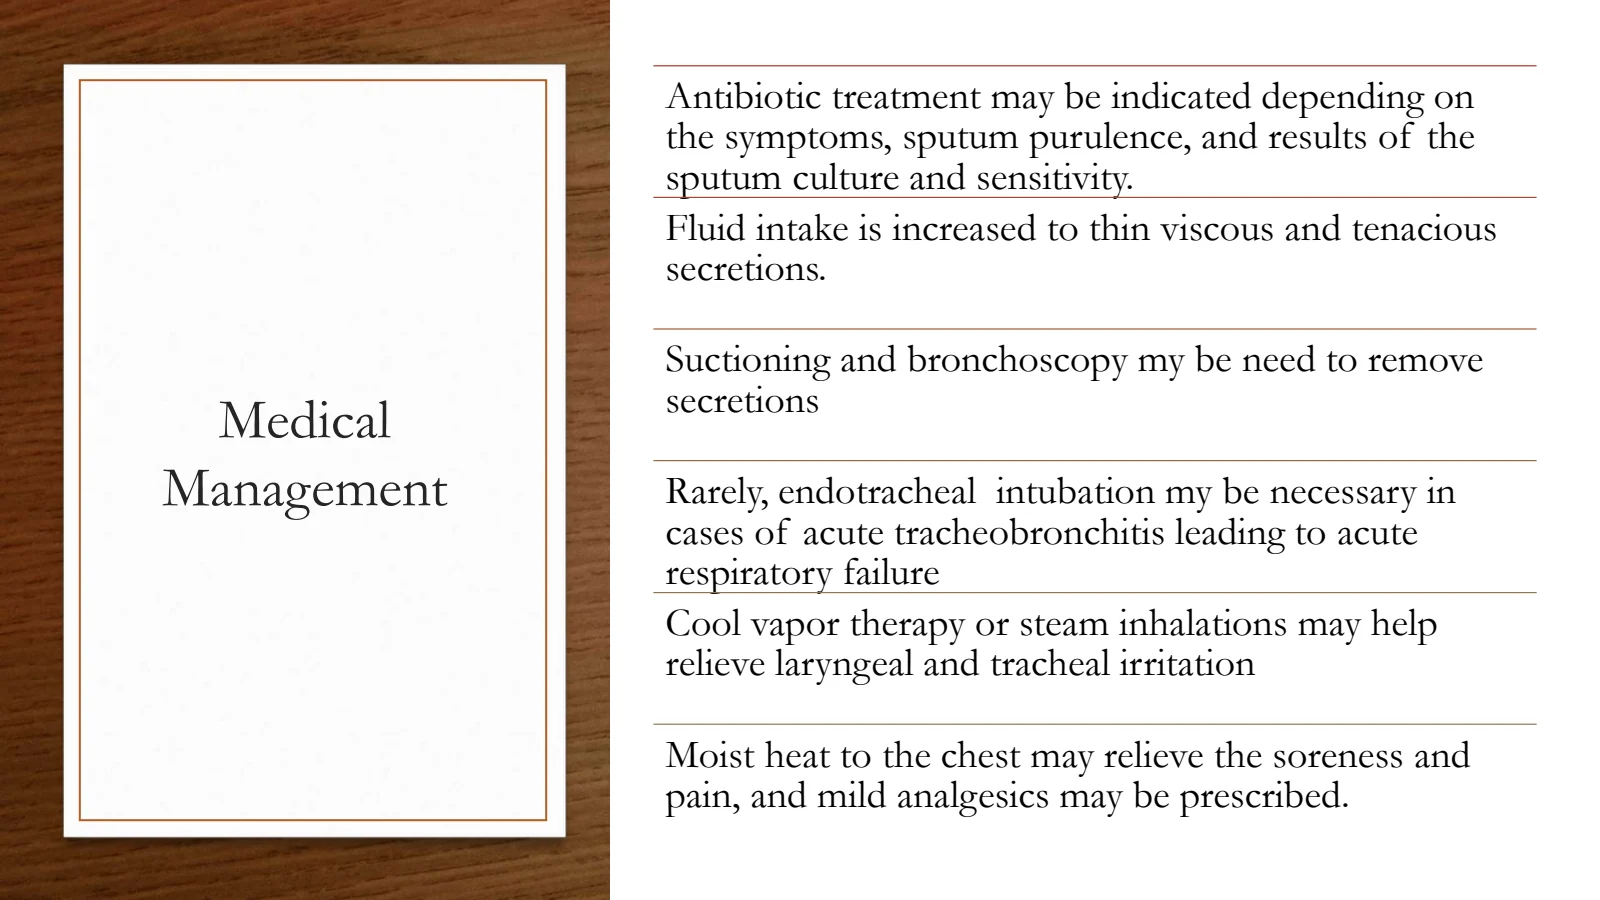 Medical
Management
Antibiotic treatment may be indicated depending on
the symptoms, sputum purulence, and results of the
sputum culture and sensitivity.
Fluid intake is increased to thin viscous and tenacious
secretions.
Suctioning and bronchoscopy my be need to remove
secretions
Rarely, endotracheal  intubation my be necessary in
cases of acute tracheobronchitis leading to acute
respiratory failure
Cool vapor therapy or steam inhalations may help
relieve laryngeal and tracheal irritation
Moist heat to the chest may relieve the soreness and
pain, and mild analgesics may be prescribed.